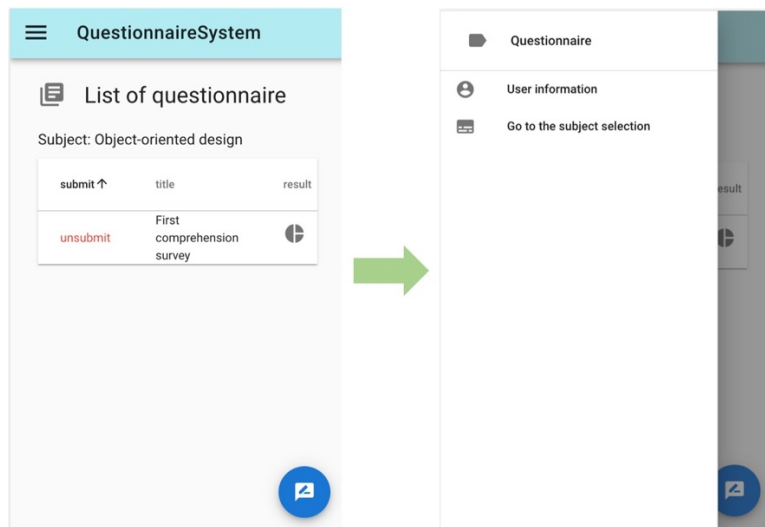 QuestionnaireSystem
List of questionnaire
Subject: Object-oriented design
submit↑ title result
unsubmit First comprehension survey
Questionnaire
User information
Go to the subject selection
esult